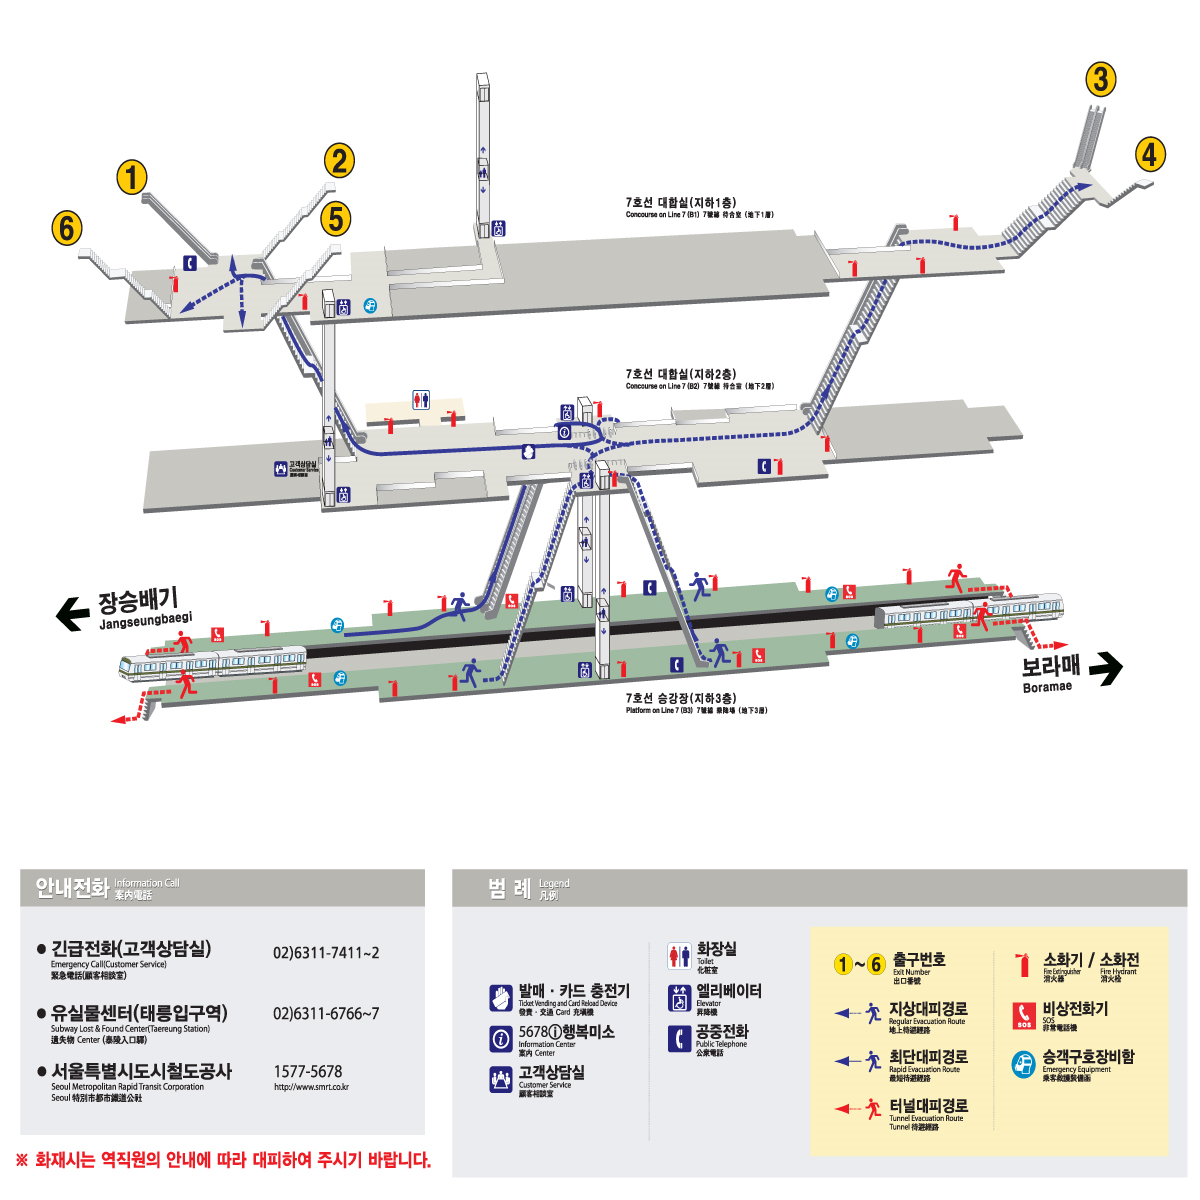 3
4
2
1
5
6
7호선 대합실(지하1층)
Concourse on Line 7 (B1) 7號線 待合室 (地下1層)
7호선 대합실(지하2층)
Concourse on Line 7 (B2) 7號線 待合室 (地下2層)
고객상담실
Customer Service
顧客相談室
장승배기
Jangseungbaegi
SOS
SOS
SOS
SOS
SOS
SOS
보라매
Boramae
7호선 승강장(지하3층)
Platform on Line 7 (B3) 7號線 乘降場 (地下3層)
안내전화 Information Call
案内電話
긴급전화(고객상담실) 02)6311-7411~2
Emergency Call(Customer Service)
緊急電話(顧客相談室)
유실물센터(태릉입구역) 02)6311-6766~7
Subway Lost & Found Center(Taereung Station)
遺失物 Center (泰陵入口驛)
서울특별시도시철도공사 1577-5678
Seoul Metropolitan Rapid Transit Corporation http://www.smrt.co.kr
Seoul 特別市都市鐵道公社
※ 화재시는 역직원의 안내에 따라 대피하여 주시기 바랍니다.
범 례 Legend
凡例
발매 · 카드 충전기
Ticket Vending and Card Reload Device
發賣 · 交通 Card 充塡機
5678ⓘ행복미소
Information Center
案内 Center
고객상담실
Customer Service
顧客相談室
화장실
Toilet
化粧室
엘리베이터
Elevator
昇降機
공중전화
Public Telephone
公衆電話
1~6 출구번호
Exit Number
出口番號
지상대피경로
Regular Evacuation Route
地上待避經路
최단대피경로
Rapid Evacuation Route
最短待避經路
터널대피경로
Tunnel Evacuation Route
Tunnel 待避經路
소화기 / 소화전
Fire Extinguisher Fire Hydrant
消火器 消火栓
SOS
비상전화기
SOS
非常電話機
승객구호장비함
Emergency Equipment
乘客救護裝備函